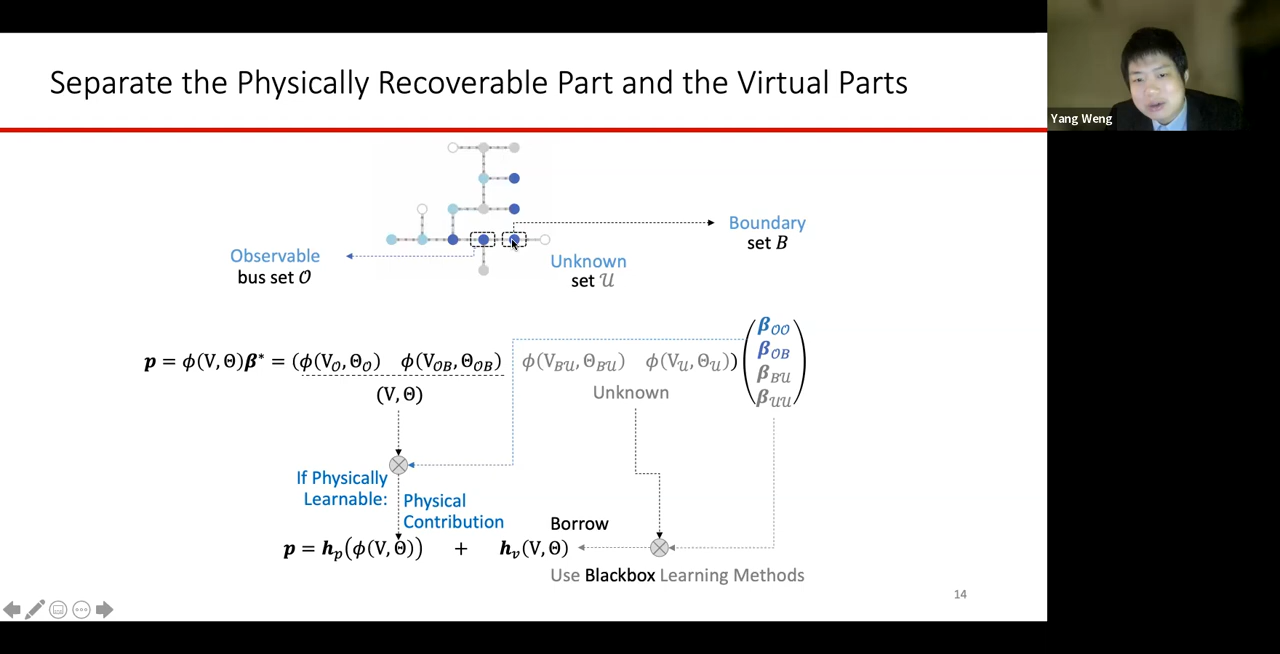 Separate the Physically Recoverable Part and the Virtual Parts
Yang Weng
Boundary
set B
Observable
bus set 𝒪
Unknown
set 𝒰
p = ϕ(V,Θ)β* = (ϕ(V_O,Θ_O) ϕ(V_OB,Θ_OB) ϕ(V_BU,Θ_BU) ϕ(V_U,Θ_U))
β_OO
β_OB
β_BU
β_UU
(V,Θ)
Unknown
If Physically
Learnable:
Physical
Contribution
Borrow
p = h_p(ϕ(V,Θ)) + h_v(V,Θ)
Use Blackbox Learning Methods
14